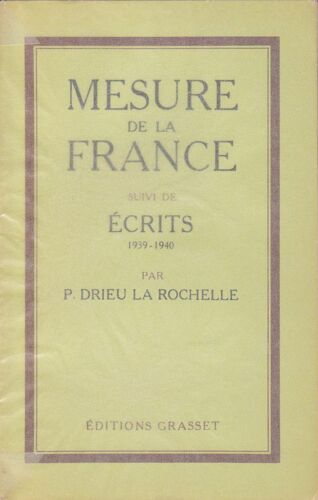 MESURE
DE LA
FRANCE
SUIVI DE
ÉCRITS
1939-1940
PAR
P. DRIEU LA ROCHELLE
ÉDITIONS GRASSET